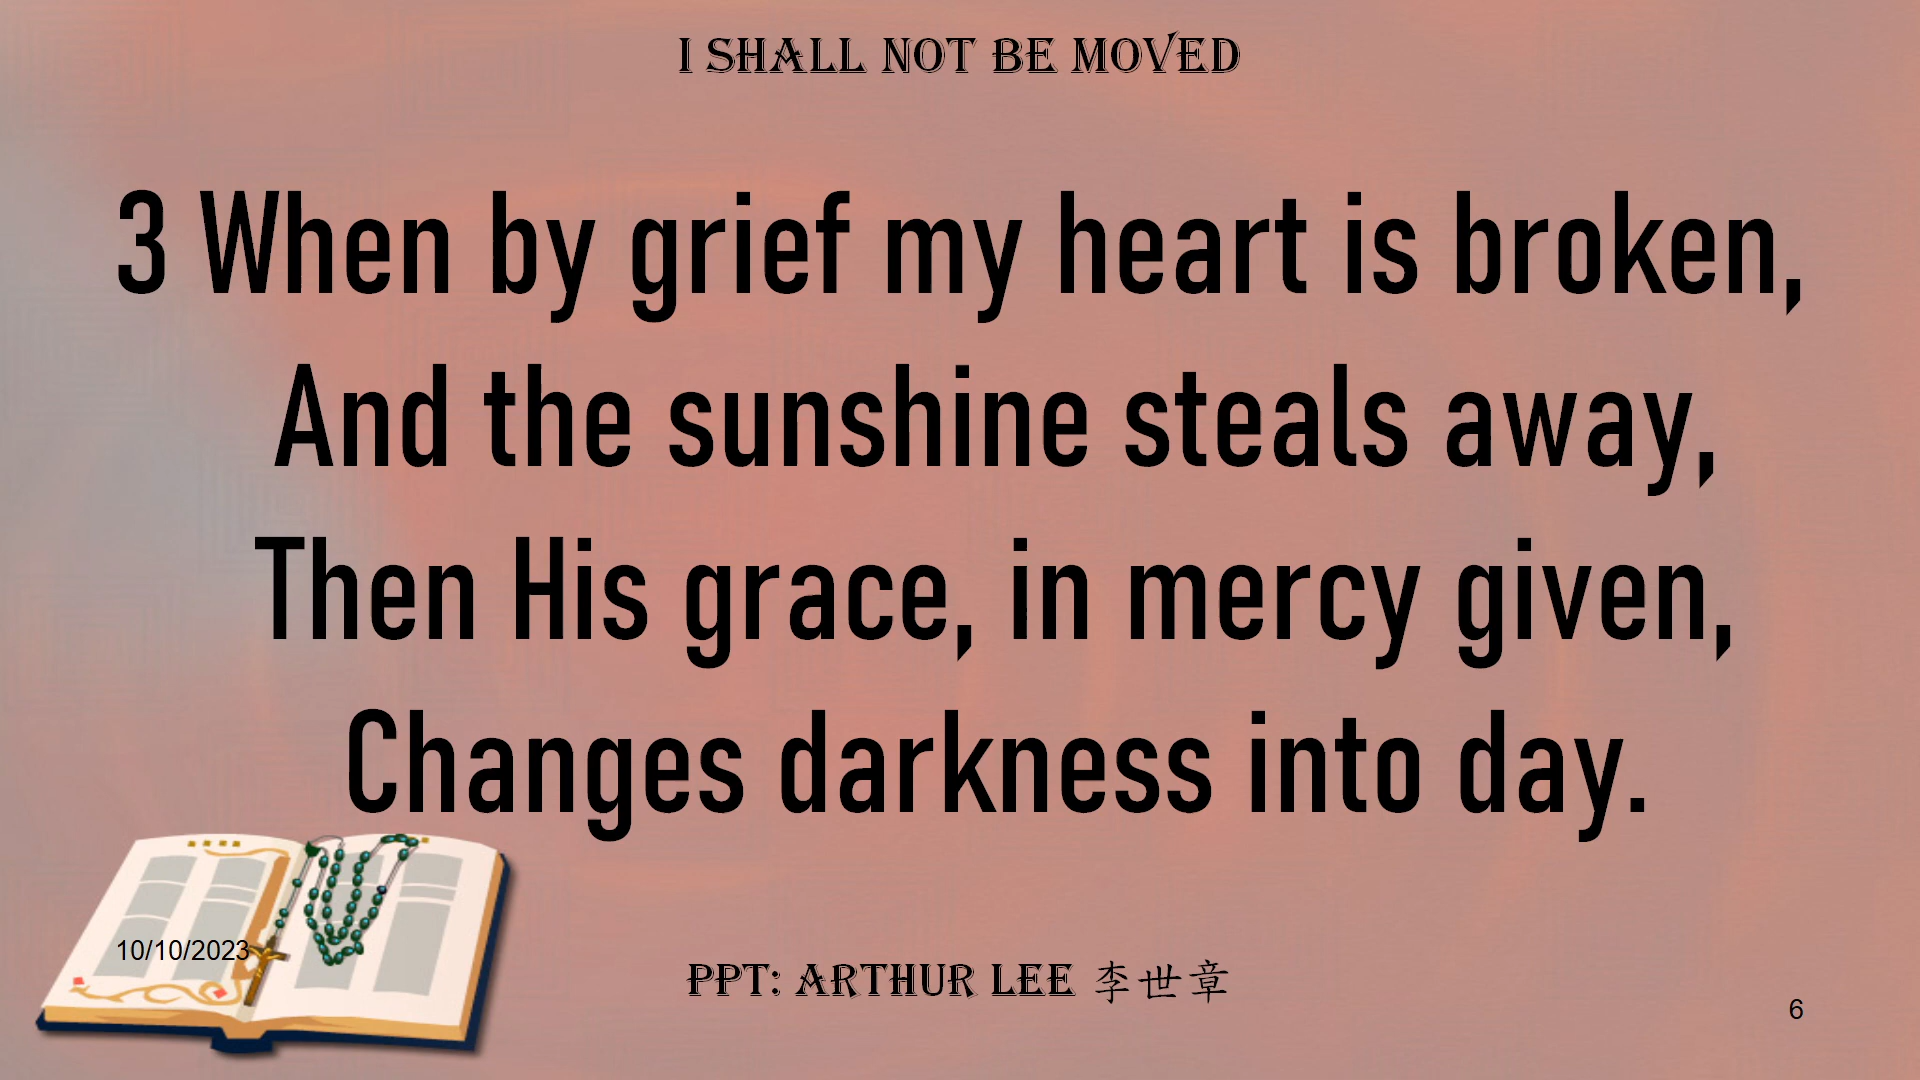 I SHALL NOT BE MOVED
3 When by grief my heart is broken,
And the sunshine steals away,
Then His grace, in mercy given,
Changes darkness into day.
10/10/2023
PPT: ARTHUR LEE 李世章
6